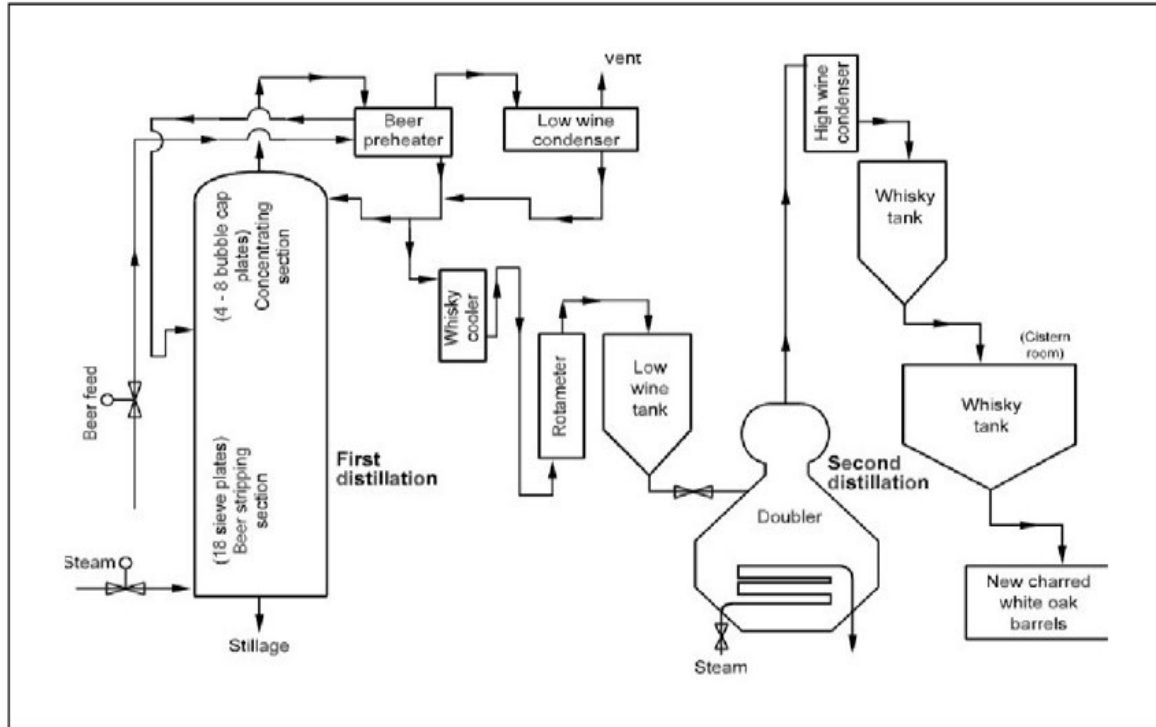 vent
Beer
preheater
Low wine
condenser
High wine
condenser
Whisky
tank
(4 - 8 bubble cap
plates)
Concentrating
section
Whisky
cooler
Rotameter
Low
wine
tank
(Cistern
room)
Whisky
tank
Beer feed
(18 sieve plates)
Beer stripping
section
First
distillation
Second
distillation
Doubler
Steam
Stillage
Steam
New charred
white oak
barrels